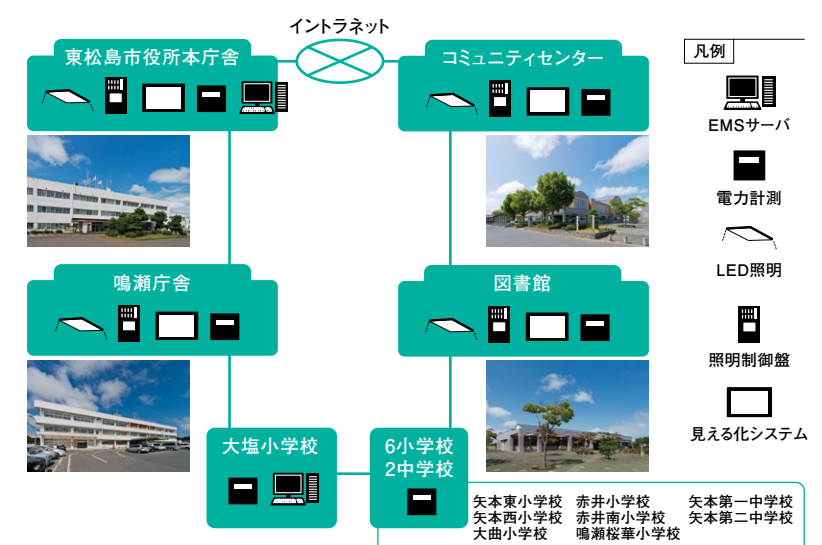 イントラネット
東松島市役所本庁舎
コミュニティセンター
凡例
EMSサーバ
電力計測
LED照明
照明制御盤
見える化システム
鳴瀬庁舎
図書館
大塩小学校
6小学校
2中学校
矢本東小学校 赤井小学校 矢本第一中学校
矢本西小学校 赤井南小学校 矢本第二中学校
大曲小学校 鳴瀬桜華小学校